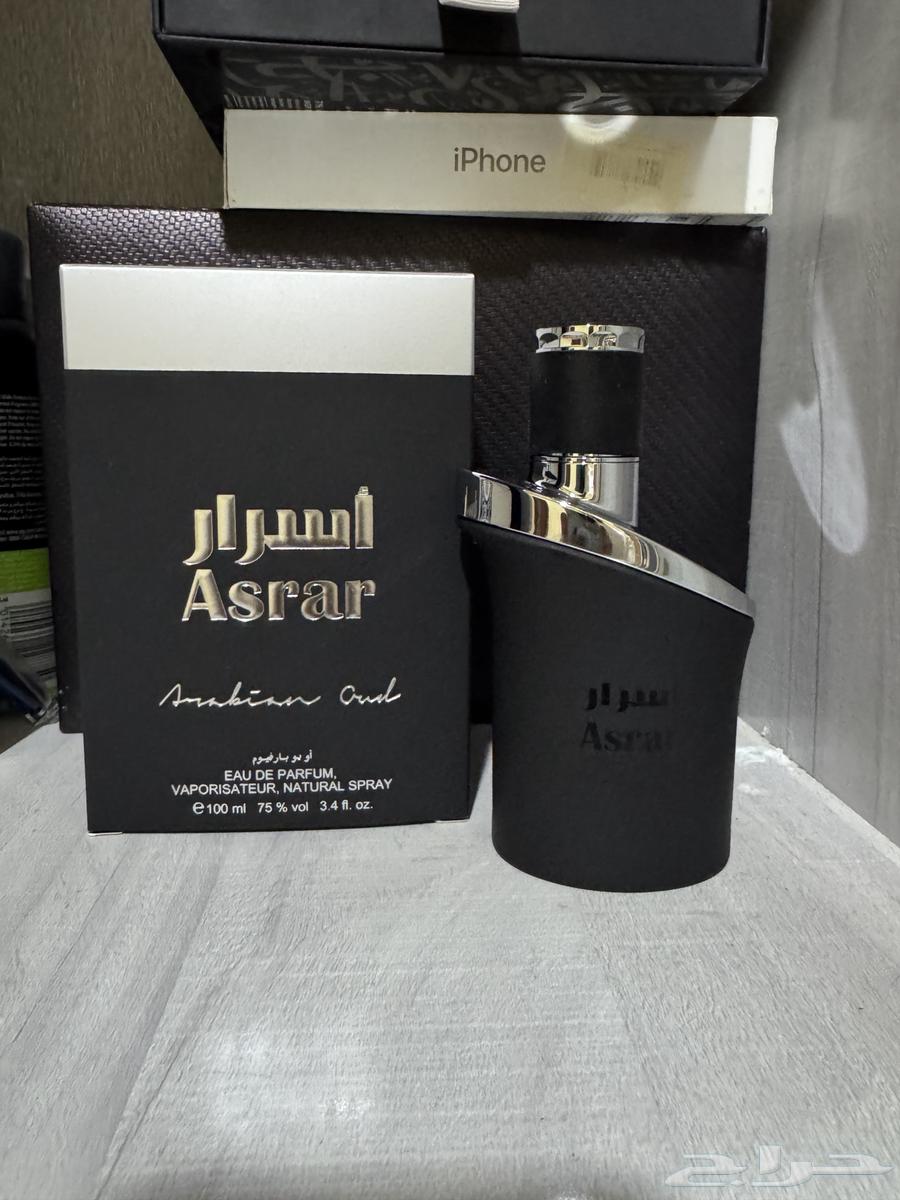 iPhone
أسرار
Asrar
Arabian Oud
أو دو بارفيوم
EAU DE PARFUM,
VAPORISATEUR, NATURAL SPRAY
e 100 ml 75 % vol 3.4 fl. oz.
أسرار
Asrar
حراج